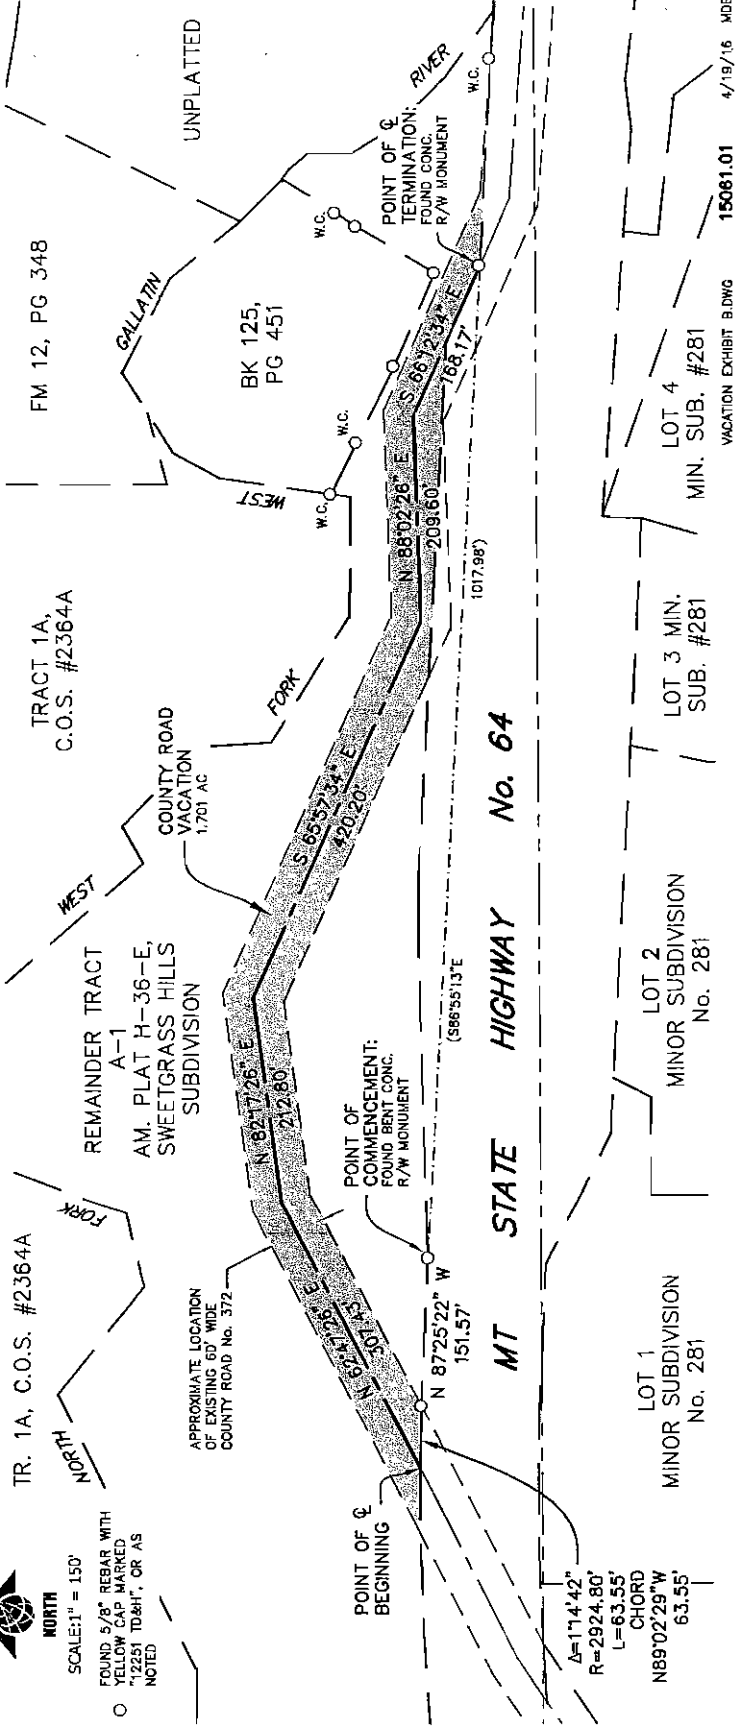 NORTH
SCALE:1" = 150'
FOUND 5/8" REBAR WITH
YELLOW CAP MARKED
"12251 TD&H", OR AS
NOTED
TR. 1A, C.O.S. #2364A
NORTH
FORK
REMAINDER TRACT
A-1
AM. PLAT H-36-E,
SWEETGRASS HILLS
SUBDIVISION
WEST
TRACT 1A,
C.O.S. #2364A
FORK
FM 12, PG 348
WEST
GALLATIN
RIVER
BK 125,
PG 451
UNPLATTED
W.C.
W.C.
W.C.
W.C.
COUNTY ROAD
VACATION
1.701 AC
APPROXIMATE LOCATION
OF EXISTING 60' WIDE
COUNTY ROAD No. 372
N 62°47'26" E
307.43'
N 82°17'26" E
212.80'
S 65°57'34" E
420.20'
N 88°02'26" E
209.60'
S 66°12'34" E
168.17'
POINT OF ℄
TERMINATION:
FOUND CONC.
R/W MONUMENT
POINT OF
COMMENCEMENT:
FOUND BENT CONC.
R/W MONUMENT
POINT OF ℄
BEGINNING
N 87°25'22" W
151.57'
(S86°55'13"E
1017.98')
MT STATE HIGHWAY No. 64
Δ=1°14'42"
R=2924.80'
L=63.55'
CHORD
N89°02'29"W
63.55'
LOT 1
MINOR SUBDIVISION
No. 281
LOT 2
MINOR SUBDIVISION
No. 281
LOT 3 MIN.
SUB. #281
LOT 4
MIN. SUB. #281
VACATION EXHIBIT B.DWG
15061.01
4/19/16